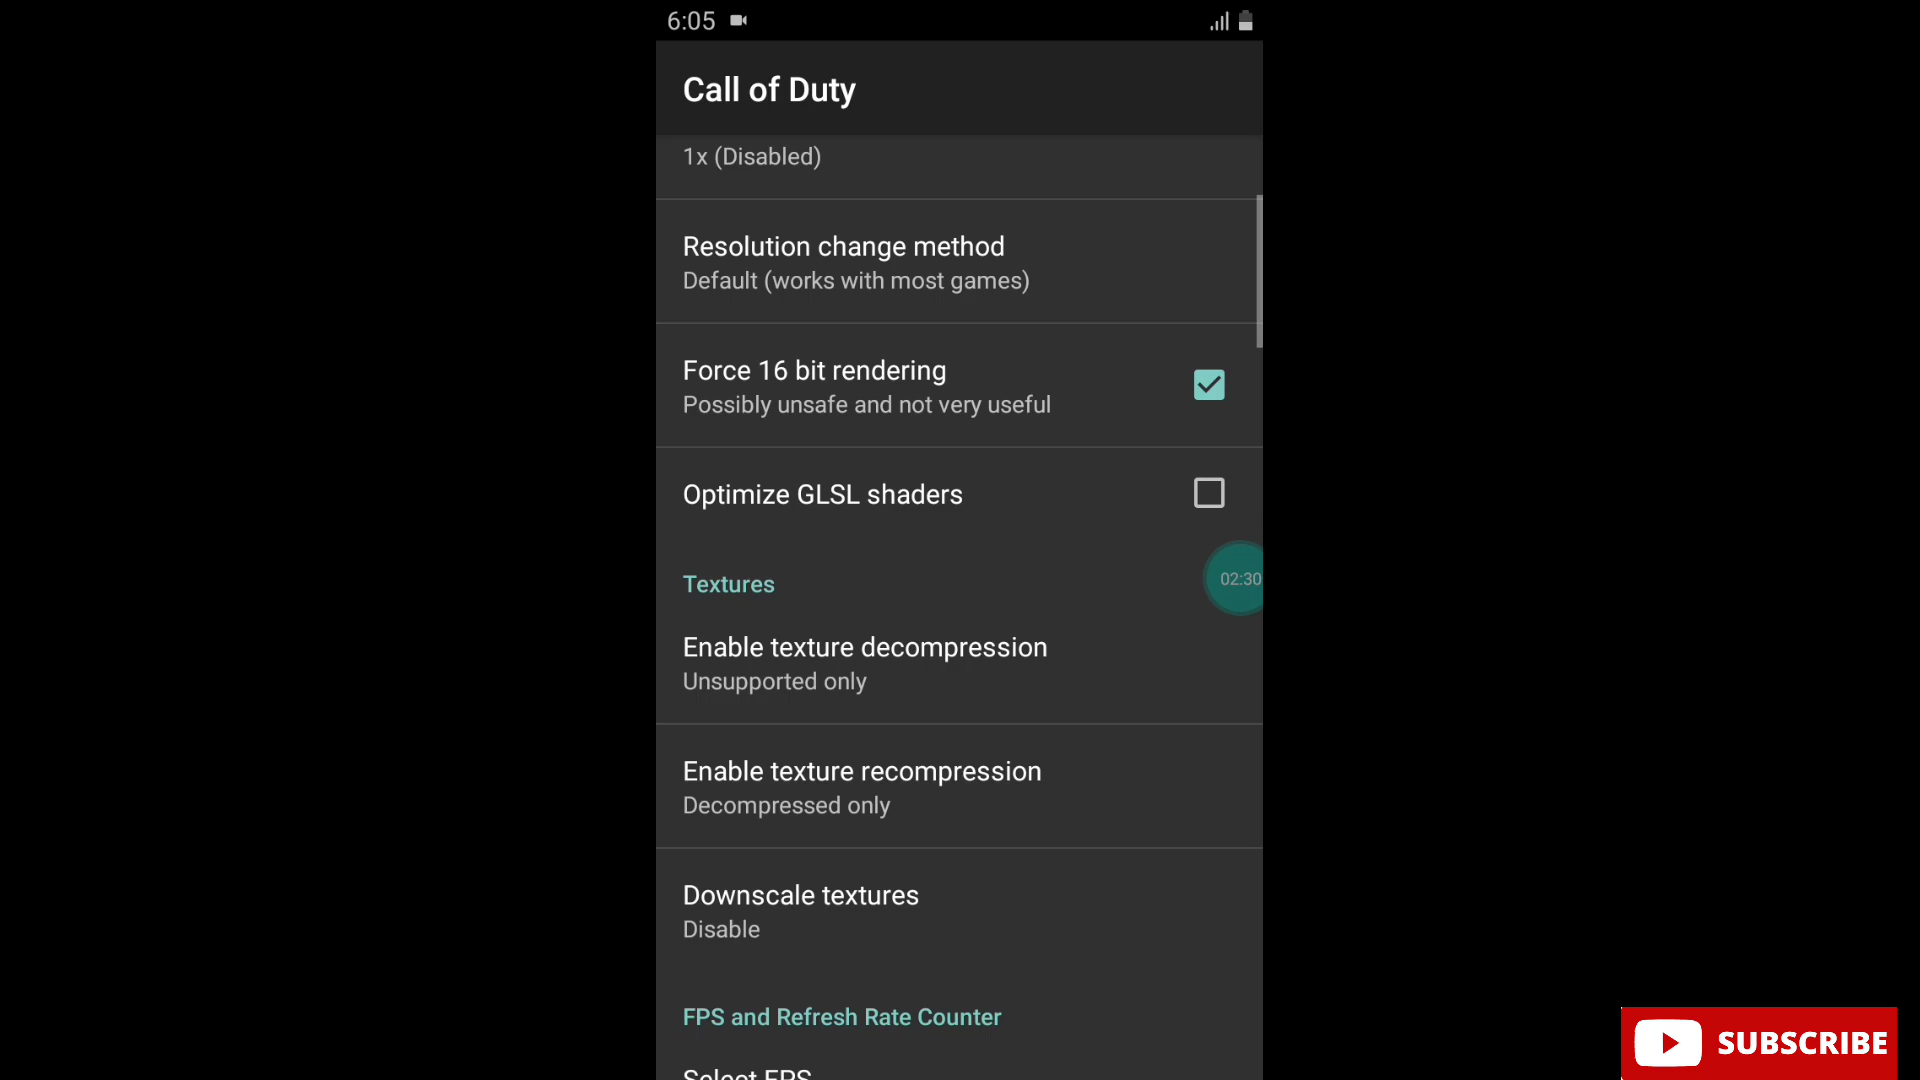 6:05
Call of Duty
1x (Disabled)
Resolution change method
Default (works with most games)
Force 16 bit rendering
Possibly unsafe and not very useful
Optimize GLSL shaders
Textures
02:30
Enable texture decompression
Unsupported only
Enable texture recompression
Decompressed only
Downscale textures
Disable
FPS and Refresh Rate Counter
Select FPS
SUBSCRIBE